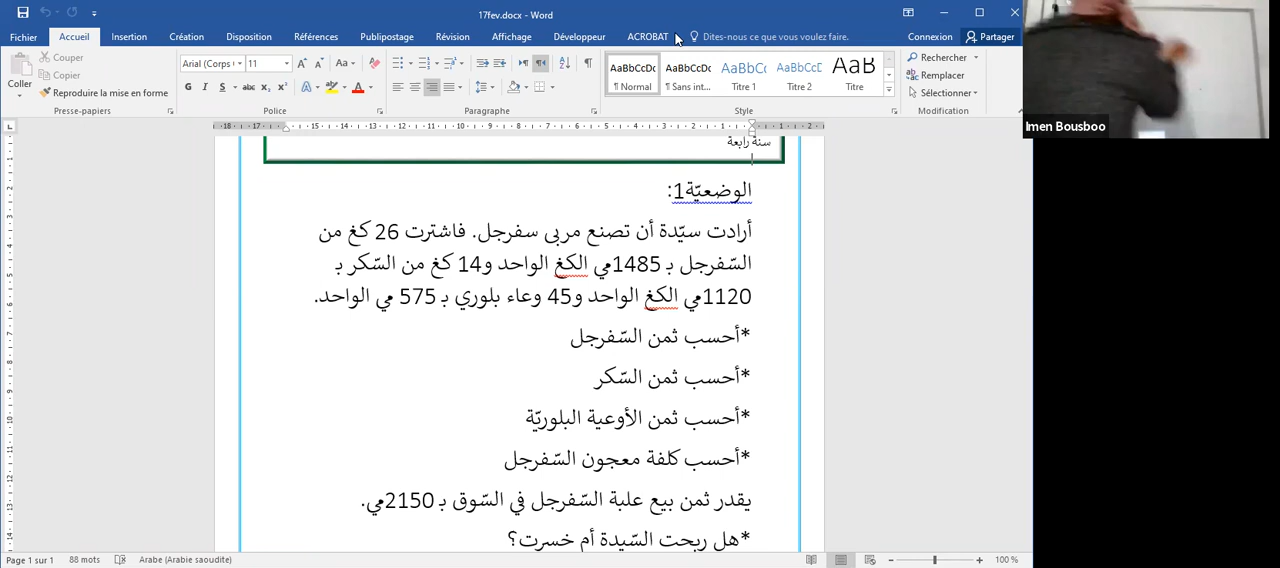 17fev.docx - Word
Fichier Accueil Insertion Création Disposition Références Publipostage Révision Affichage Développeur ACROBAT Dites-nous ce que vous voulez faire. Connexion Partager
Coller
Couper
Copier
Reproduire la mise en forme
Presse-papiers
Arial (Corps 11
Aa
G I S abc x₂ x²
Police
Paragraphe
AaBbCcDc AaBbCcDc AaBbCc AaBbCcD AaB
¶ Normal ¶ Sans int... Titre 1 Titre 2 Titre
Style
Rechercher
Remplacer
Sélectionner
Modification
Imen Bousboo
سنة رابعة
الوضعيّة1:
أرادت سيّدة أن تصنع مربى سفرجل. فاشترت 26 كغ من
السّفرجل بـ 1485مي الكغ الواحد و14 كغ من السّكر بـ
1120مي الكغ الواحد و45 وعاء بلوري بـ 575 مي الواحد.
*أحسب ثمن السّفرجل
*أحسب ثمن السّكر
*أحسب ثمن الأوعية البلوريّة
*أحسب كلفة معجون السّفرجل
يقدر ثمن بيع علبة السّفرجل في السّوق بـ 2150مي.
*هل ربحت السّيدة أم خسرت؟
Page 1 sur 1 88 mots Arabe (Arabie saoudite) 100 %